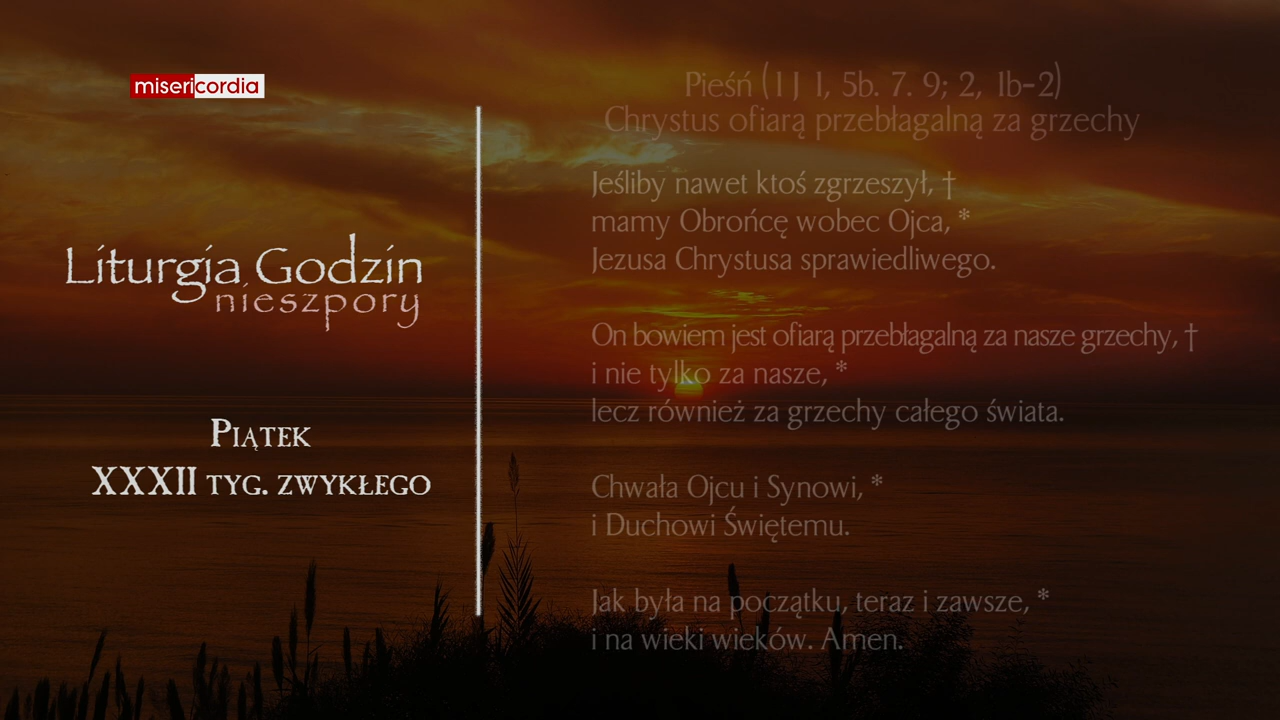 misericordia
Liturgia Godzin
nieszpory
Piątek
XXXII tyg. zwykłego
Pieśń (1 J 1, 5b. 7. 9; 2, 1b-2)
Chrystus ofiarą przebłagalną za grzechy
Jeśliby nawet ktoś zgrzeszył, †
mamy Obrońcę wobec Ojca, *
Jezusa Chrystusa sprawiedliwego.
On bowiem jest ofiarą przebłagalną za nasze grzechy, †
i nie tylko za nasze, *
lecz również za grzechy całego świata.
Chwała Ojcu i Synowi, *
i Duchowi Świętemu.
Jak była na początku, teraz i zawsze, *
i na wieki wieków. Amen.